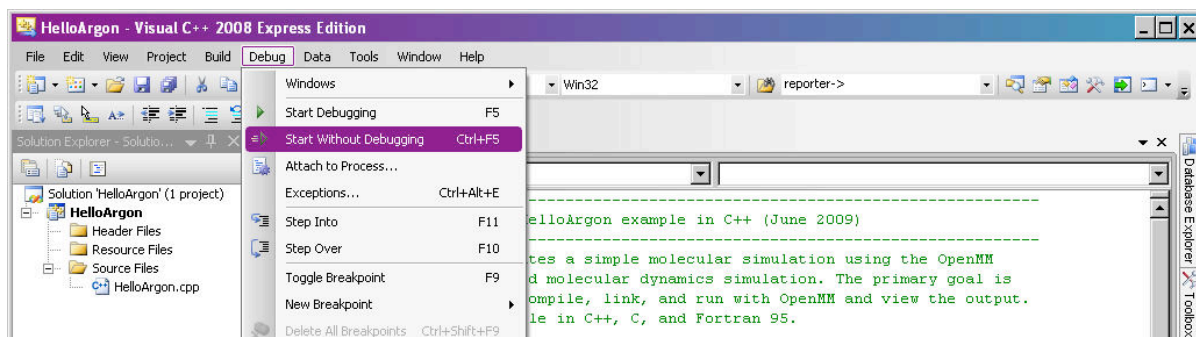 HelloArgon - Visual C++ 2008 Express Edition
File Edit View Project Build Debug Data Tools Window Help
Win32 reporter->
Solution Explorer - Solutio...
Solution 'HelloArgon' (1 project)
HelloArgon
Header Files
Resource Files
Source Files
HelloArgon.cpp
Windows
Start Debugging F5
Start Without Debugging Ctrl+F5
Attach to Process...
Exceptions... Ctrl+Alt+E
Step Into F11
Step Over F10
Toggle Breakpoint F9
New Breakpoint
Delete All Breakpoints Ctrl+Shift+F9
elloArgon example in C++ (June 2009)
tes a simple molecular simulation using the OpenMM
d molecular dynamics simulation. The primary goal is
ompile, link, and run with OpenMM and view the output.
le in C++, C, and Fortran 95.
Database Explorer
Toolbox